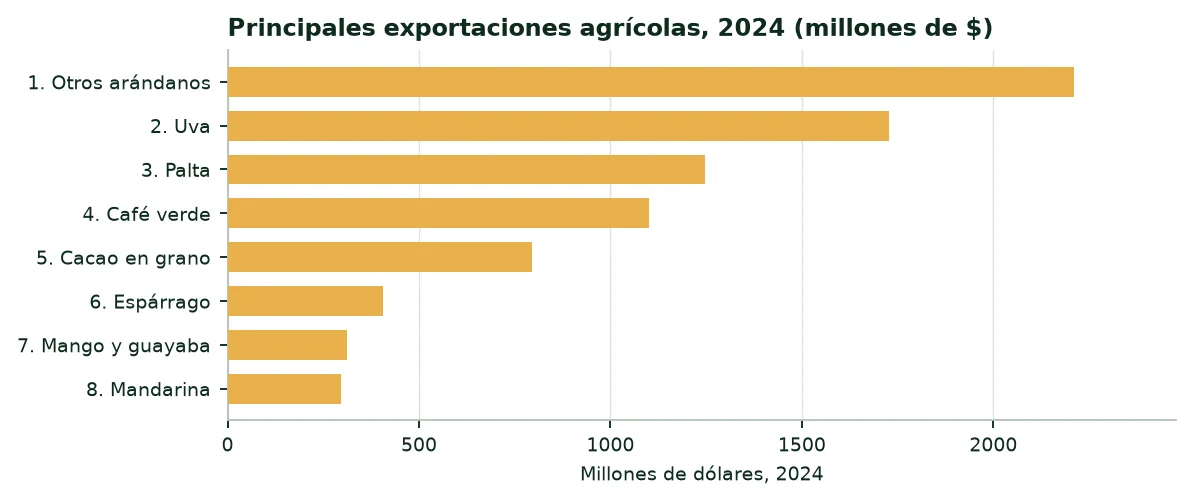 Principales exportaciones agrícolas, 2024 (millones de $)
1. Otros arándanos
2. Uva
3. Palta
4. Café verde
5. Cacao en grano
6. Espárrago
7. Mango y guayaba
8. Mandarina
0 500 1000 1500 2000
Millones de dólares, 2024